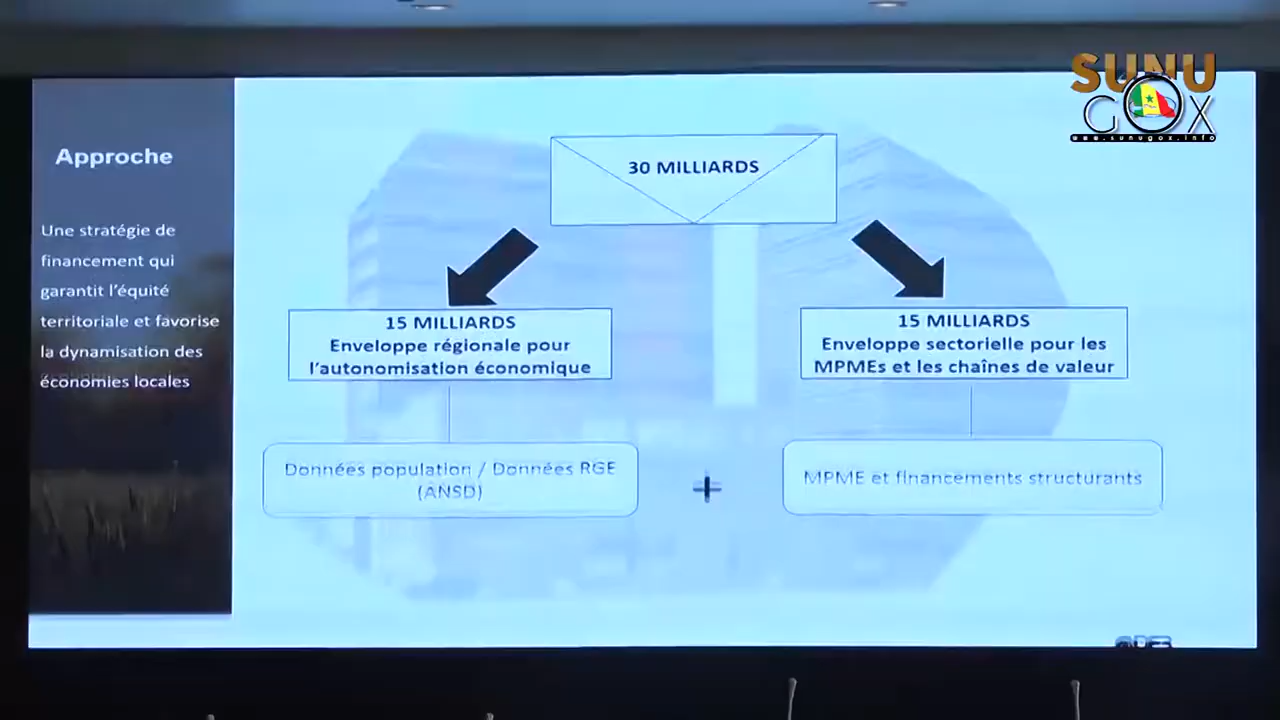 SUNU
GOX
www.sunugox.info
Approche
Une stratégie de
financement qui
garantit l'équité
territoriale et favorise
la dynamisation des
économies locales
30 MILLIARDS
15 MILLIARDS
Enveloppe régionale pour
l'autonomisation économique
15 MILLIARDS
Enveloppe sectorielle pour les
MPMEs et les chaînes de valeur
Données population / Données RGE
(ANSD)
+
MPME et financements structurants